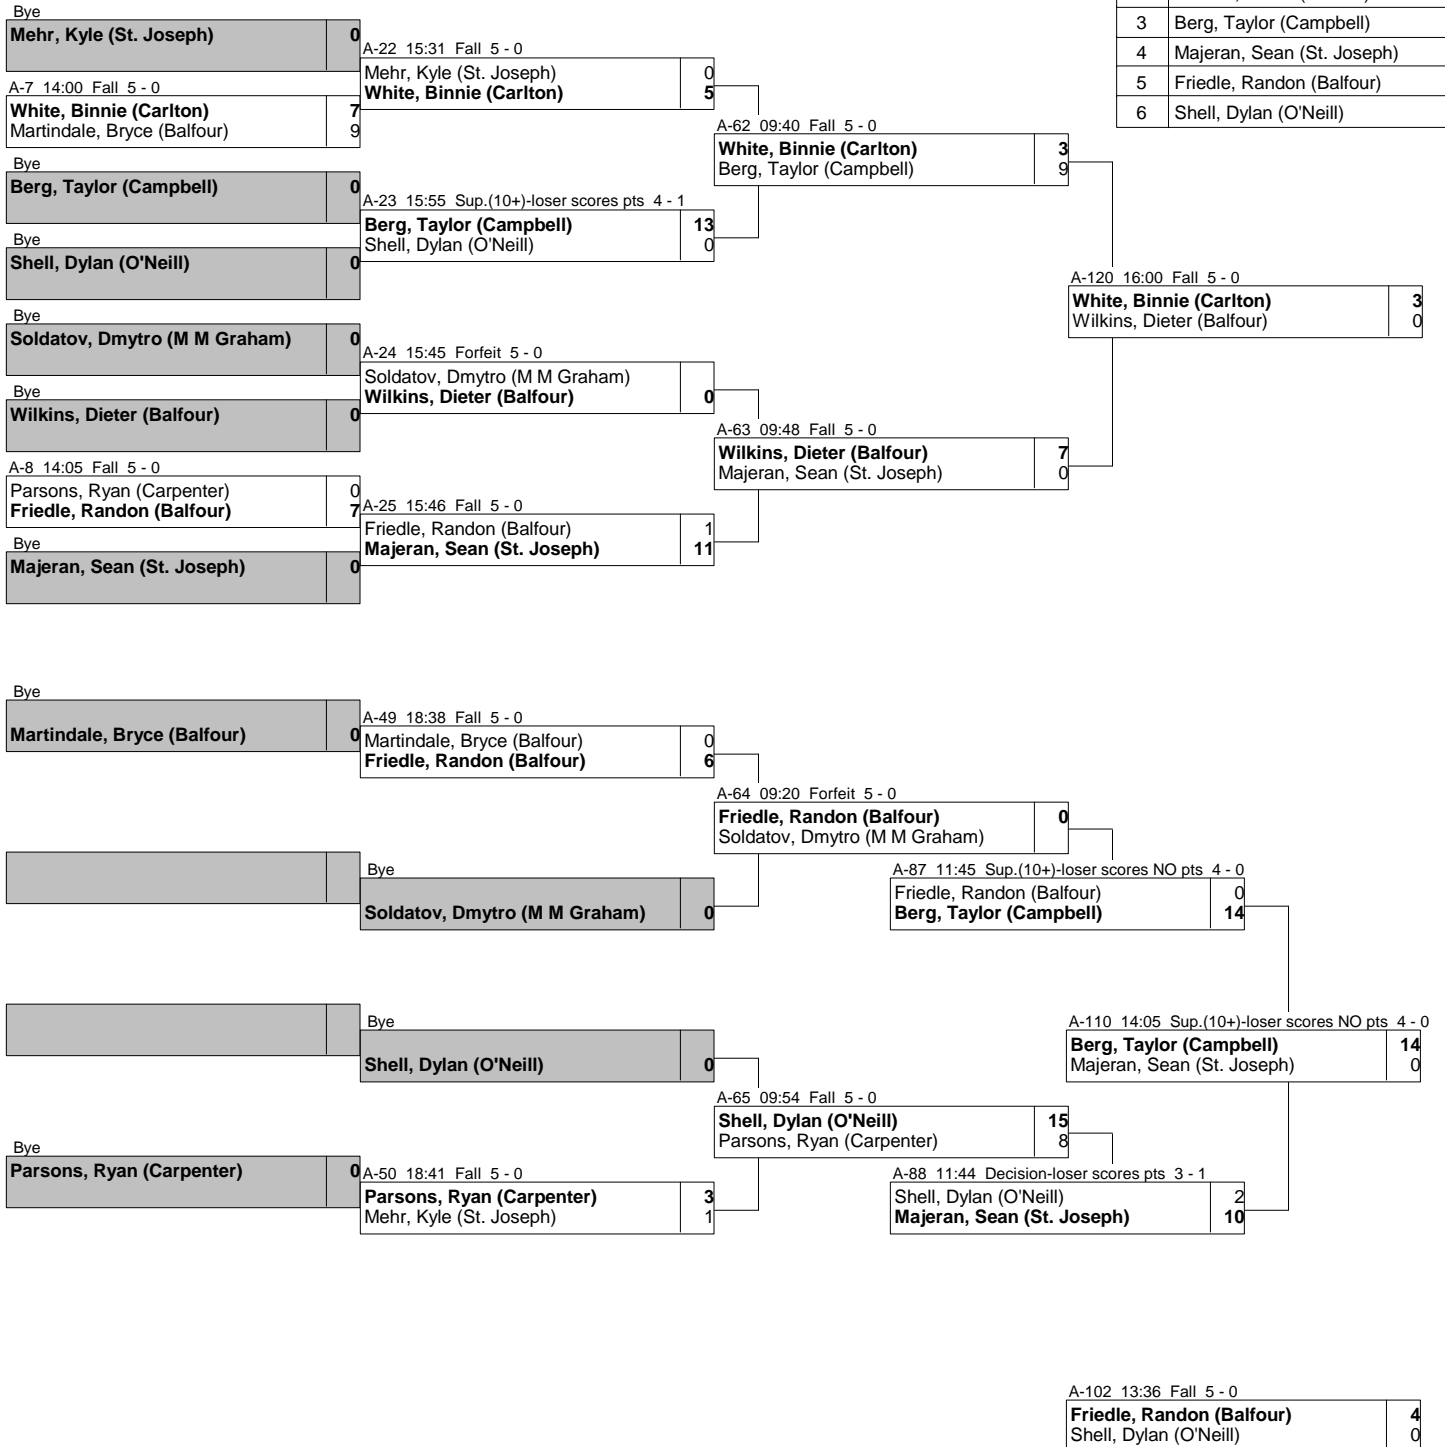 Bye
Mehr, Kyle (St. Joseph) 0
A-7 14:00 Fall 5 - 0
White, Binnie (Carlton) 7
Martindale, Bryce (Balfour) 9
Bye
Berg, Taylor (Campbell) 0
Bye
Shell, Dylan (O'Neill) 0
Bye
Soldatov, Dmytro (M M Graham) 0
Bye
Wilkins, Dieter (Balfour) 0
A-8 14:05 Fall 5 - 0
Parsons, Ryan (Carpenter) 0
Friedle, Randon (Balfour) 7
Bye
Majeran, Sean (St. Joseph) 0
A-22 15:31 Fall 5 - 0
Mehr, Kyle (St. Joseph) 0
White, Binnie (Carlton) 5
A-23 15:55 Sup.(10+)-loser scores pts 4 - 1
Berg, Taylor (Campbell) 13
Shell, Dylan (O'Neill) 0
A-24 15:45 Forfeit 5 - 0
Soldatov, Dmytro (M M Graham)
Wilkins, Dieter (Balfour) 0
A-25 15:46 Fall 5 - 0
Friedle, Randon (Balfour) 1
Majeran, Sean (St. Joseph) 11
A-62 09:40 Fall 5 - 0
White, Binnie (Carlton) 3
Berg, Taylor (Campbell) 9
A-63 09:48 Fall 5 - 0
Wilkins, Dieter (Balfour) 7
Majeran, Sean (St. Joseph) 0
A-120 16:00 Fall 5 - 0
White, Binnie (Carlton) 3
Wilkins, Dieter (Balfour) 0
3 Berg, Taylor (Campbell)
4 Majeran, Sean (St. Joseph)
5 Friedle, Randon (Balfour)
6 Shell, Dylan (O'Neill)
Bye
Martindale, Bryce (Balfour) 0
Bye
Parsons, Ryan (Carpenter) 0
A-49 18:38 Fall 5 - 0
Martindale, Bryce (Balfour) 0
Friedle, Randon (Balfour) 6
Bye
Soldatov, Dmytro (M M Graham) 0
Bye
Shell, Dylan (O'Neill) 0
A-50 18:41 Fall 5 - 0
Parsons, Ryan (Carpenter) 3
Mehr, Kyle (St. Joseph) 1
A-64 09:20 Forfeit 5 - 0
Friedle, Randon (Balfour) 0
Soldatov, Dmytro (M M Graham)
A-65 09:54 Fall 5 - 0
Shell, Dylan (O'Neill) 15
Parsons, Ryan (Carpenter) 8
A-87 11:45 Sup.(10+)-loser scores NO pts 4 - 0
Friedle, Randon (Balfour) 0
Berg, Taylor (Campbell) 14
A-88 11:44 Decision-loser scores pts 3 - 1
Shell, Dylan (O'Neill) 2
Majeran, Sean (St. Joseph) 10
A-110 14:05 Sup.(10+)-loser scores NO pts 4 - 0
Berg, Taylor (Campbell) 14
Majeran, Sean (St. Joseph) 0
A-102 13:36 Fall 5 - 0
Friedle, Randon (Balfour) 4
Shell, Dylan (O'Neill) 0